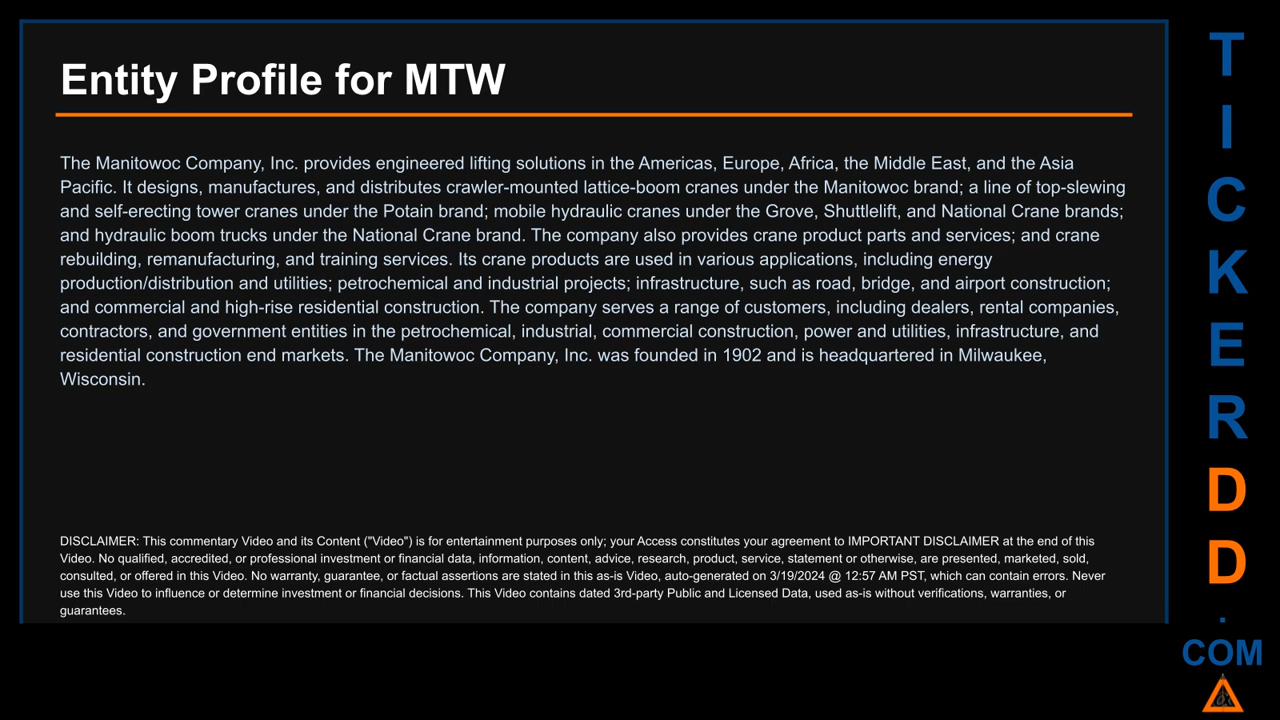 Entity Profile for MTW
The Manitowoc Company, Inc. provides engineered lifting solutions in the Americas, Europe, Africa, the Middle East, and the Asia
Pacific. It designs, manufactures, and distributes crawler-mounted lattice-boom cranes under the Manitowoc brand; a line of top-slewing
and self-erecting tower cranes under the Potain brand; mobile hydraulic cranes under the Grove, Shuttlelift, and National Crane brands;
and hydraulic boom trucks under the National Crane brand. The company also provides crane product parts and services; and crane
rebuilding, remanufacturing, and training services. Its crane products are used in various applications, including energy
production/distribution and utilities; petrochemical and industrial projects; infrastructure, such as road, bridge, and airport construction;
and commercial and high-rise residential construction. The company serves a range of customers, including dealers, rental companies,
contractors, and government entities in the petrochemical, industrial, commercial construction, power and utilities, infrastructure, and
residential construction end markets. The Manitowoc Company, Inc. was founded in 1902 and is headquartered in Milwaukee,
Wisconsin.
DISCLAIMER: This commentary Video and its Content ("Video") is for entertainment purposes only; your Access constitutes your agreement to IMPORTANT DISCLAIMER at the end of this
Video. No qualified, accredited, or professional investment or financial data, information, content, advice, research, product, service, statement or otherwise, are presented, marketed, sold,
consulted, or offered in this Video. No warranty, guarantee, or factual assertions are stated in this as-is Video, auto-generated on 3/19/2024 @ 12:57 AM PST, which can contain errors. Never
use this Video to influence or determine investment or financial decisions. This Video contains dated 3rd-party Public and Licensed Data, used as-is without verifications, warranties, or
guarantees.
T
I
C
K
E
R
D
D
.
COM